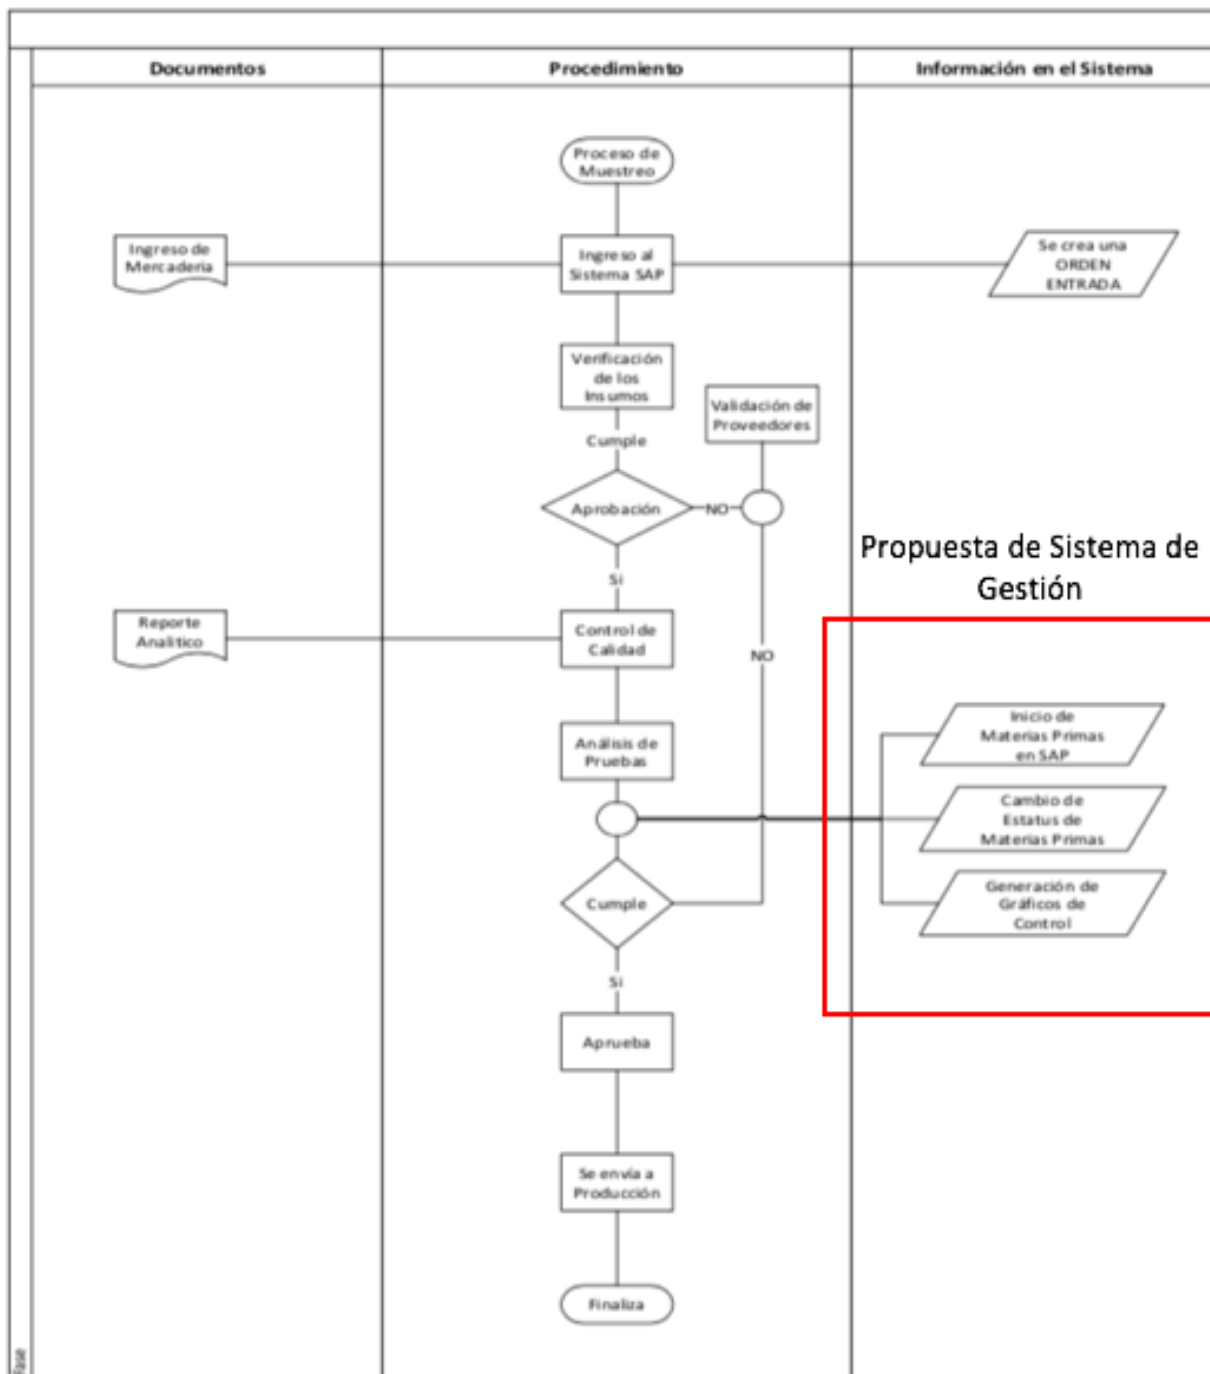 Documentos
Procedimiento
Información en el Sistema
Proceso de
Muestreo
Ingreso de
Mercaderia
Ingreso al
Sistema SAP
Se crea una
ORDEN
ENTRADA
Verificación
de los
Insumos
Validación de
Proveedores
Cumple
Aprobación
NO
Propuesta de Sistema de
Gestión
Si
Reporte
Analitico
Control de
Calidad
NO
Inicio de
Materias Primas
en SAP
Análisis de
Pruebas
Cambio de
Estatus de
Materias Primas
Generación de
Gráficos de
Control
Cumple
Si
Aprueba
Se envía a
Producción
Finaliza
Fase